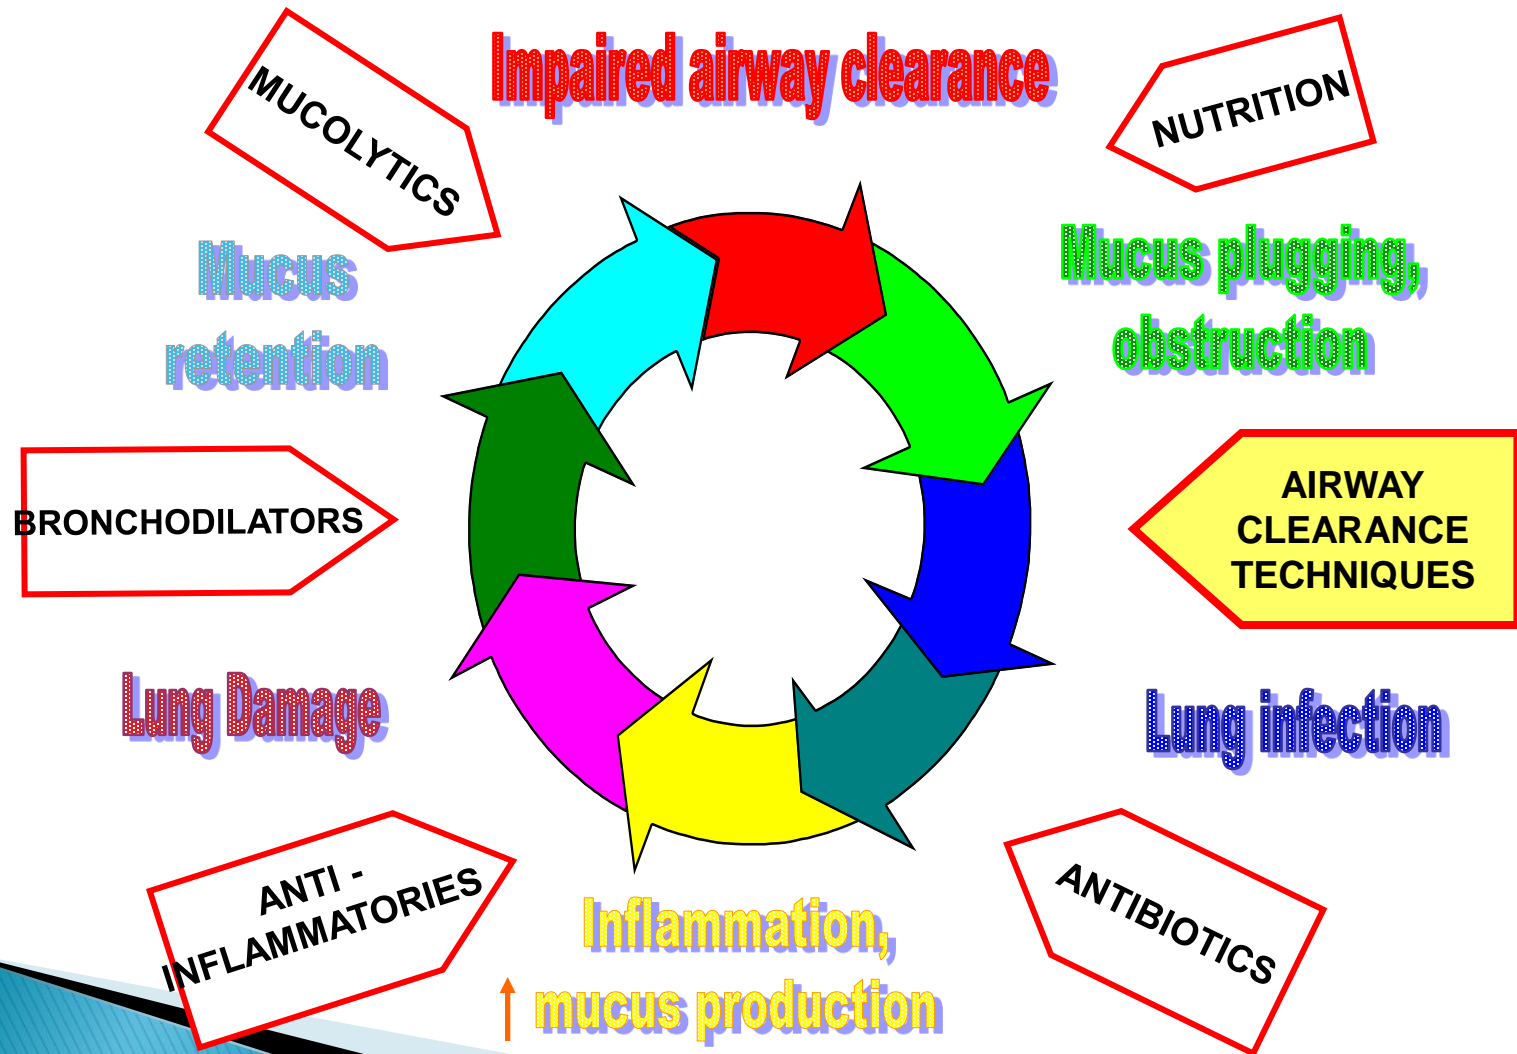 Impaired airway clearance
MUCOLYTICS
NUTRITION
Mucus
retention
Mucus plugging,
obstruction
BRONCHODILATORS
AIRWAY
CLEARANCE
TECHNIQUES
Lung Damage
Lung infection
ANTI -
INFLAMMATORIES
Inflammation,
↑ mucus production
ANTIBIOTICS